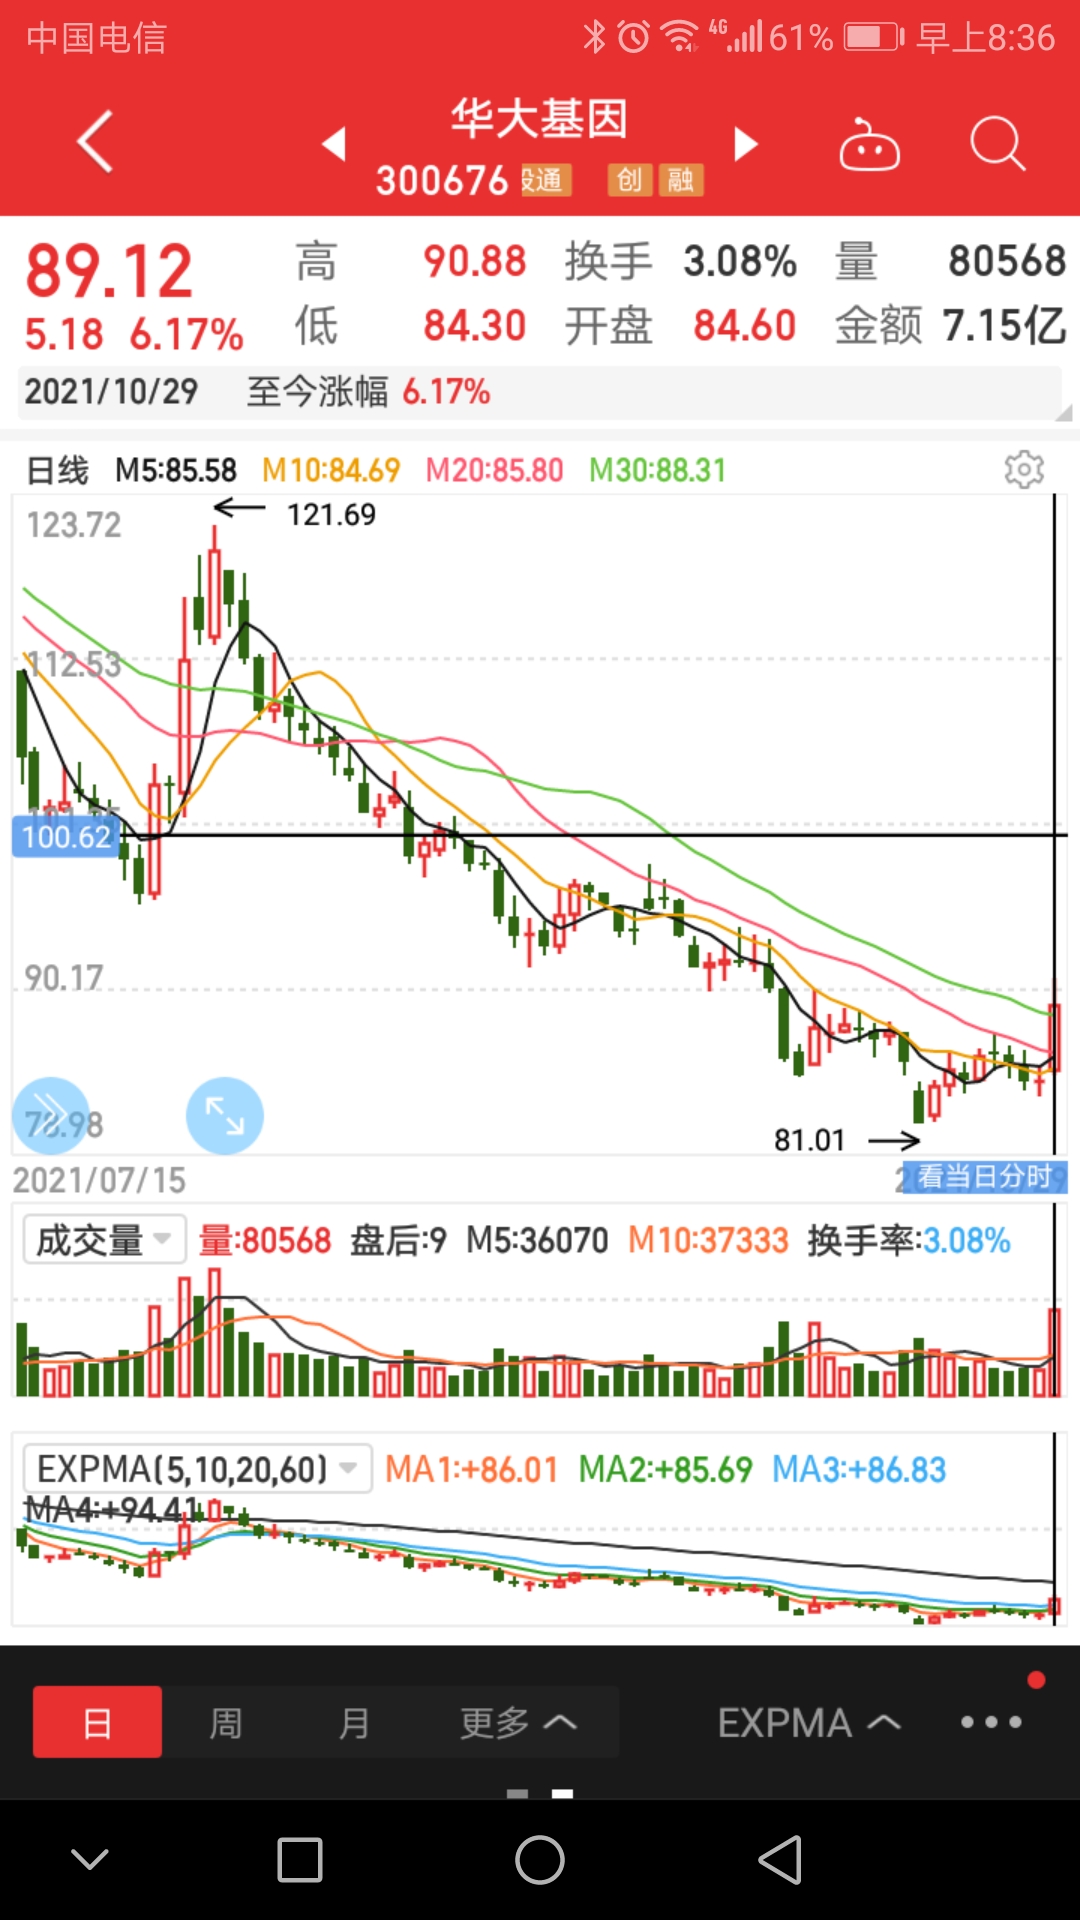 中国电信 4G 61% 早上8:36
华大基因
300676 股通 创 融
89.12 高 90.88 换手 3.08% 量 80568
5.18 6.17% 低 84.30 开盘 84.60 金额 7.15亿
2021/10/29 至今涨幅 6.17%
日线 M5:85.58 M10:84.69 M20:85.80 M30:88.31
123.72 121.69
112.53
100.62
90.17
78.98
81.01
2021/07/15 看当日分时
成交量 量:80568 盘后:9 M5:36070 M10:37333 换手率:3.08%
EXPMA(5,10,20,60) MA1:+86.01 MA2:+85.69 MA3:+86.83
MA4:+94.41
日 周 月 更多 EXPMA